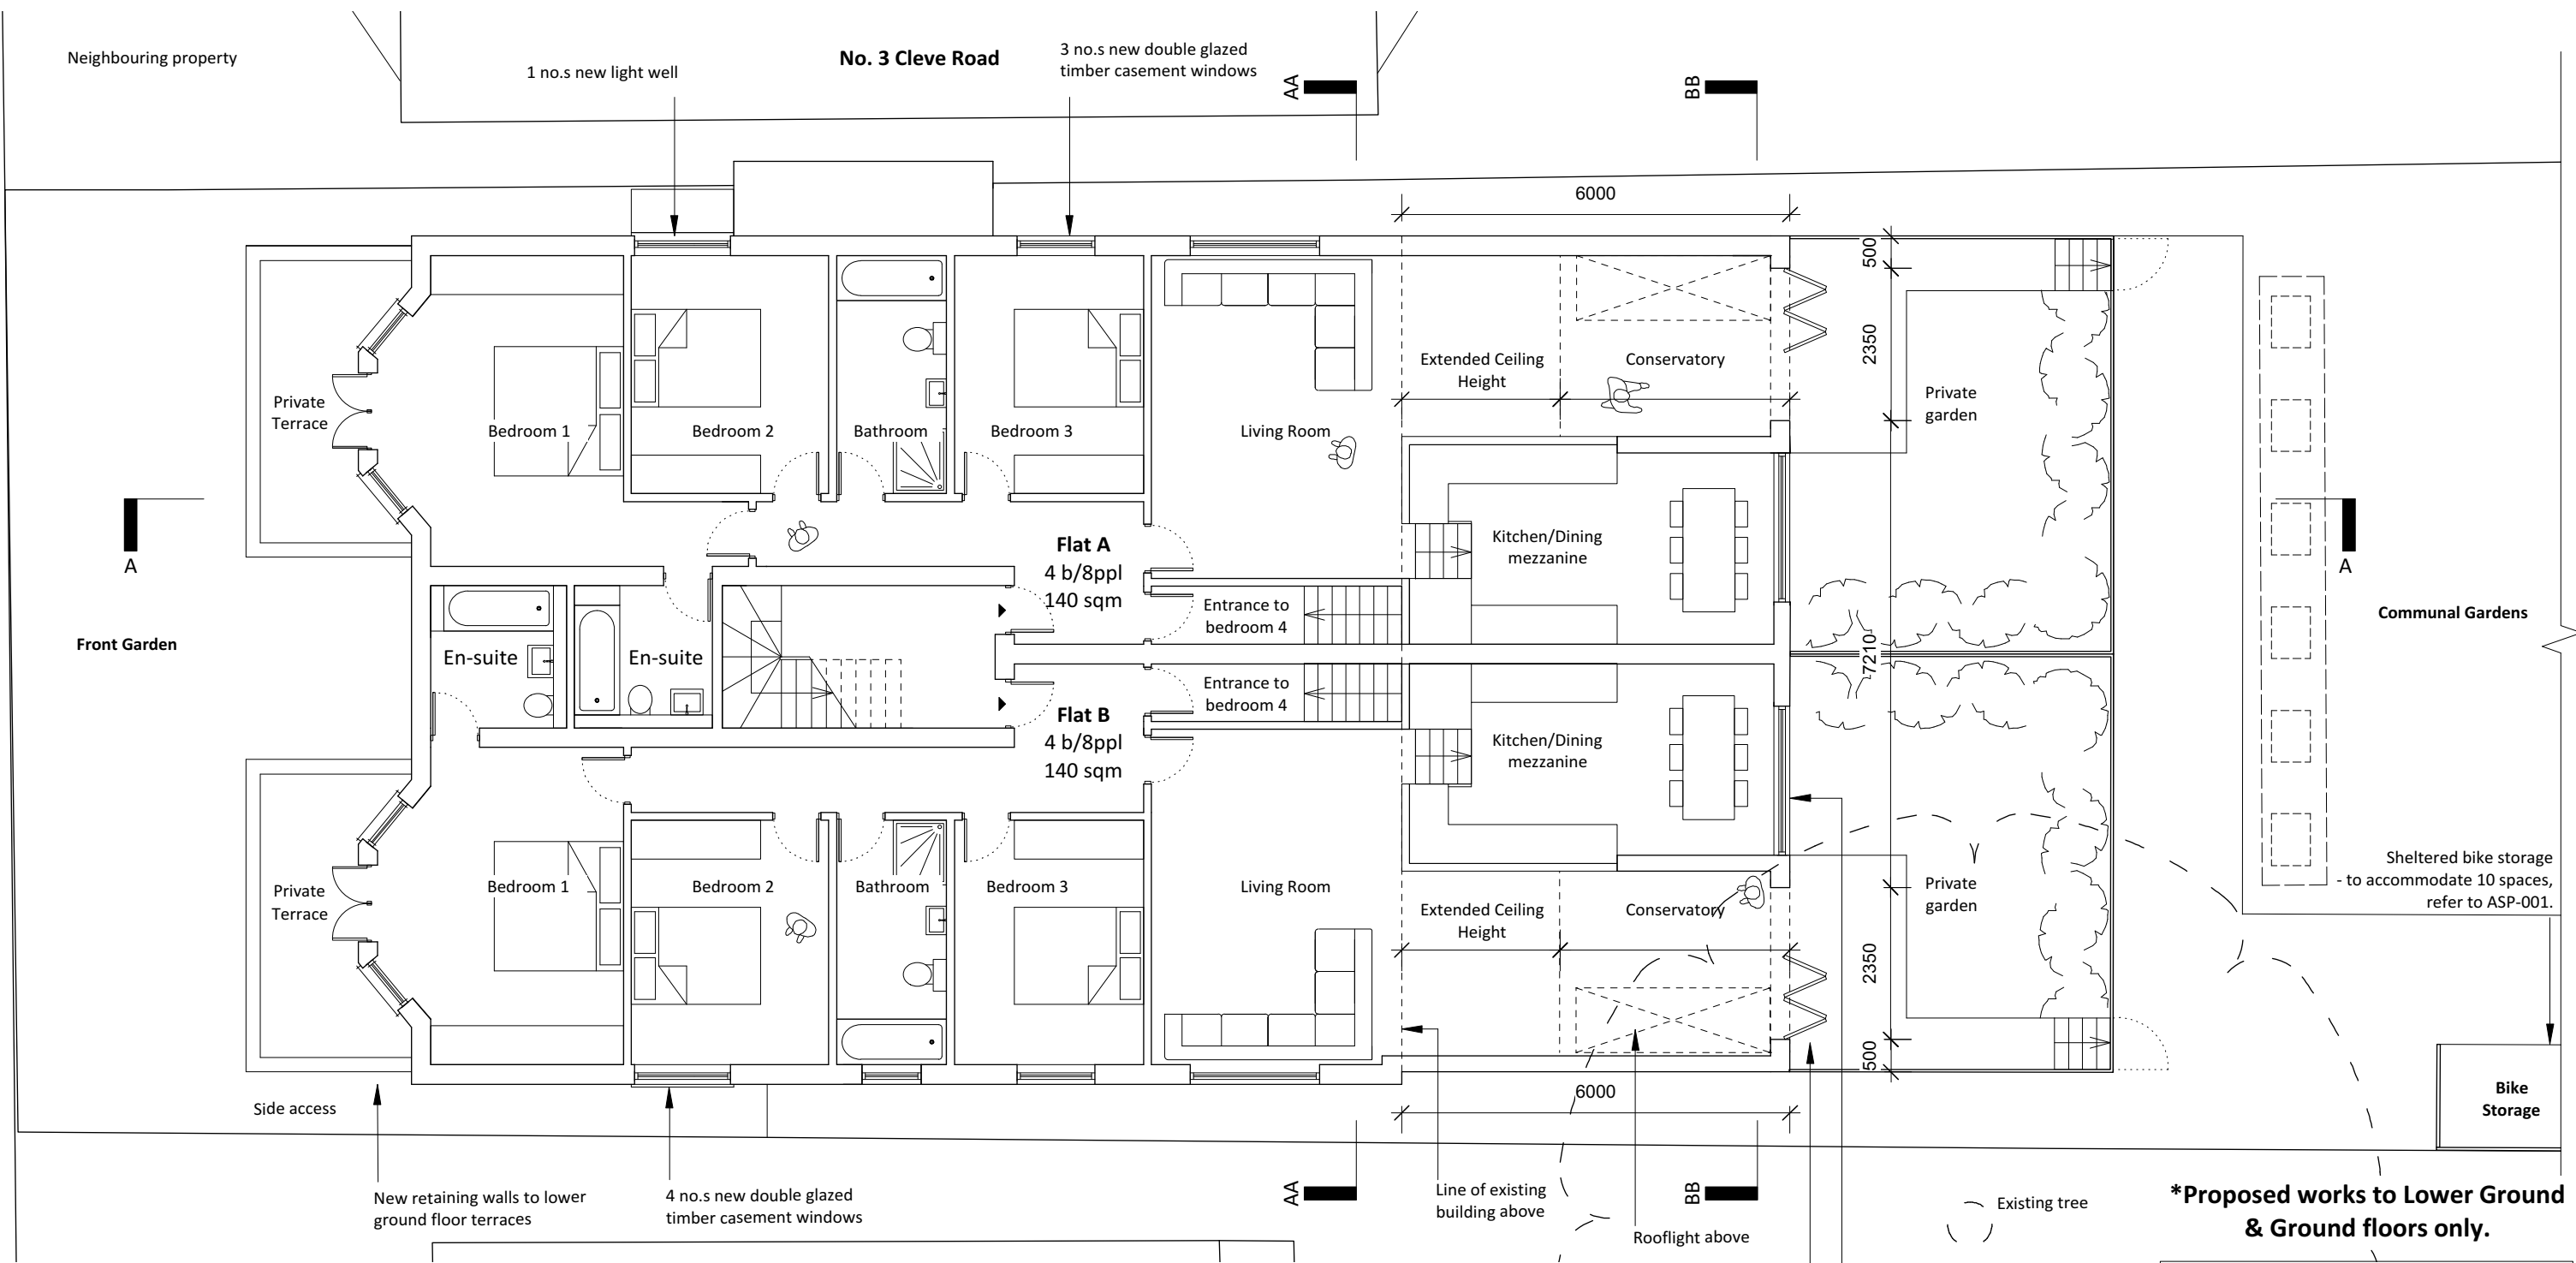 Neighbouring property
1 no.s new light well
No. 3 Cleve Road
3 no.s new double glazed
timber casement windows
AA
BB
6000
500
2350
Private
Terrace
Bedroom 1
Bedroom 2
Bathroom
Bedroom 3
Living Room
Extended Ceiling
Height
Conservatory
Private
garden
A
Flat A
4 b/8ppl
140 sqm
Kitchen/Dining
mezzanine
A
Front Garden
En-suite
En-suite
Entrance to
bedroom 4
7210
Communal Gardens
Entrance to
bedroom 4
Flat B
4 b/8ppl
140 sqm
Kitchen/Dining
mezzanine
Private
Terrace
Bedroom 1
Bedroom 2
Bathroom
Bedroom 3
Living Room
Extended Ceiling
Height
Conservatory
Private
garden
Sheltered bike storage
- to accommodate 10 spaces,
refer to ASP-001.
2350
500
6000
Side access
Bike
Storage
New retaining walls to lower
ground floor terraces
4 no.s new double glazed
timber casement windows
AA
Line of existing
building above
BB
Rooflight above
Existing tree
*Proposed works to Lower Ground
& Ground floors only.